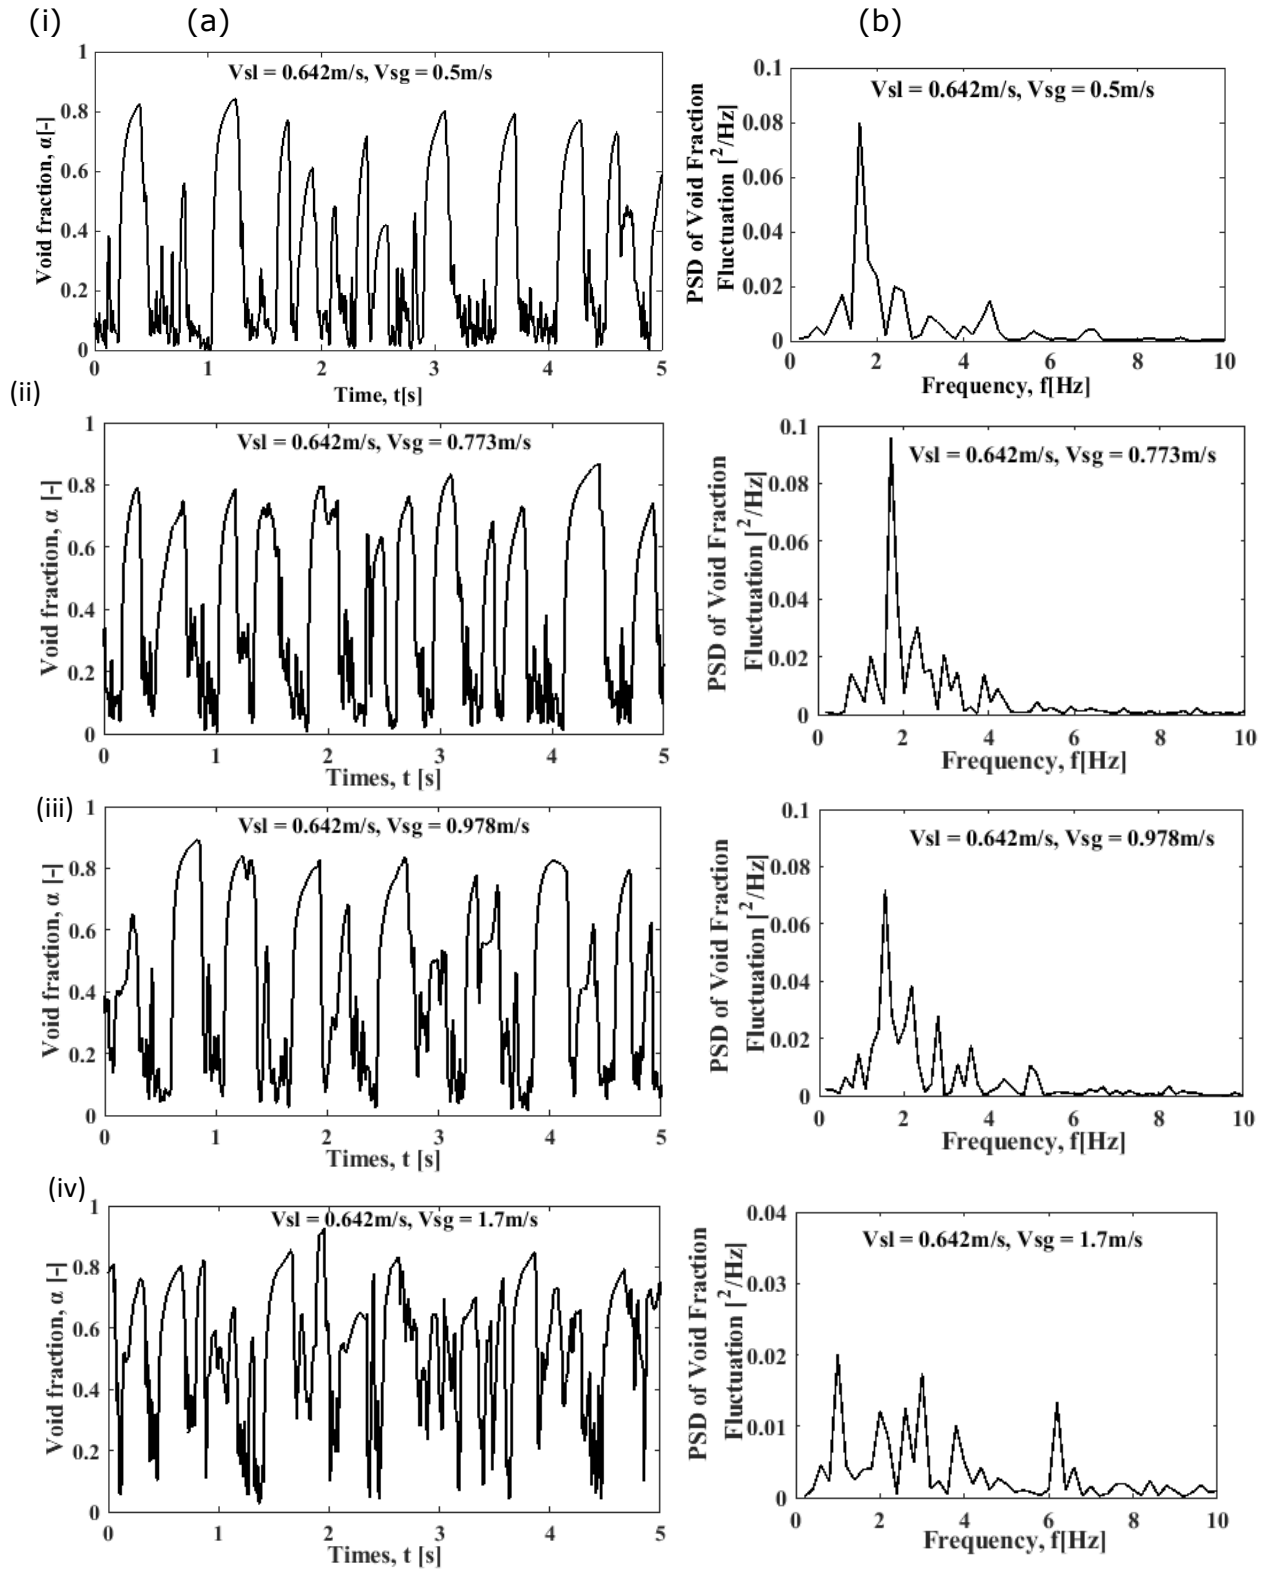 (i) (a) (b)
Vsl = 0.642m/s, Vsg = 0.5m/s
Void fraction, α[-]
1
0.8
0.6
0.4
0.2
0
0 1 2 3 4 5
Time, t[s]
Vsl = 0.642m/s, Vsg = 0.5m/s
PSD of Void Fraction
Fluctuation [²/Hz]
0.1
0.08
0.06
0.04
0.02
0
0 2 4 6 8 10
Frequency, f[Hz]
(ii)
Vsl = 0.642m/s, Vsg = 0.773m/s
Void fraction, α [-]
1
0.8
0.6
0.4
0.2
0
0 1 2 3 4 5
Times, t [s]
Vsl = 0.642m/s, Vsg = 0.773m/s
PSD of Void Fraction
Fluctuation [²/Hz]
0.1
0.08
0.06
0.04
0.02
0
0 2 4 6 8 10
Frequency, f[Hz]
(iii)
Vsl = 0.642m/s, Vsg = 0.978m/s
Void fraction, α [-]
1
0.8
0.6
0.4
0.2
0
0 1 2 3 4 5
Times, t [s]
Vsl = 0.642m/s, Vsg = 0.978m/s
PSD of Void Fraction
Fluctuation [²/Hz]
0.1
0.08
0.06
0.04
0.02
0
0 2 4 6 8 10
Frequency, f[Hz]
(iv)
Vsl = 0.642m/s, Vsg = 1.7m/s
Void fraction, α [-]
1
0.8
0.6
0.4
0.2
0
0 1 2 3 4 5
Times, t [s]
Vsl = 0.642m/s, Vsg = 1.7m/s
PSD of Void Fraction
Fluctuation [²/Hz]
0.04
0.03
0.02
0.01
0
0 2 4 6 8 10
Frequency, f[Hz]